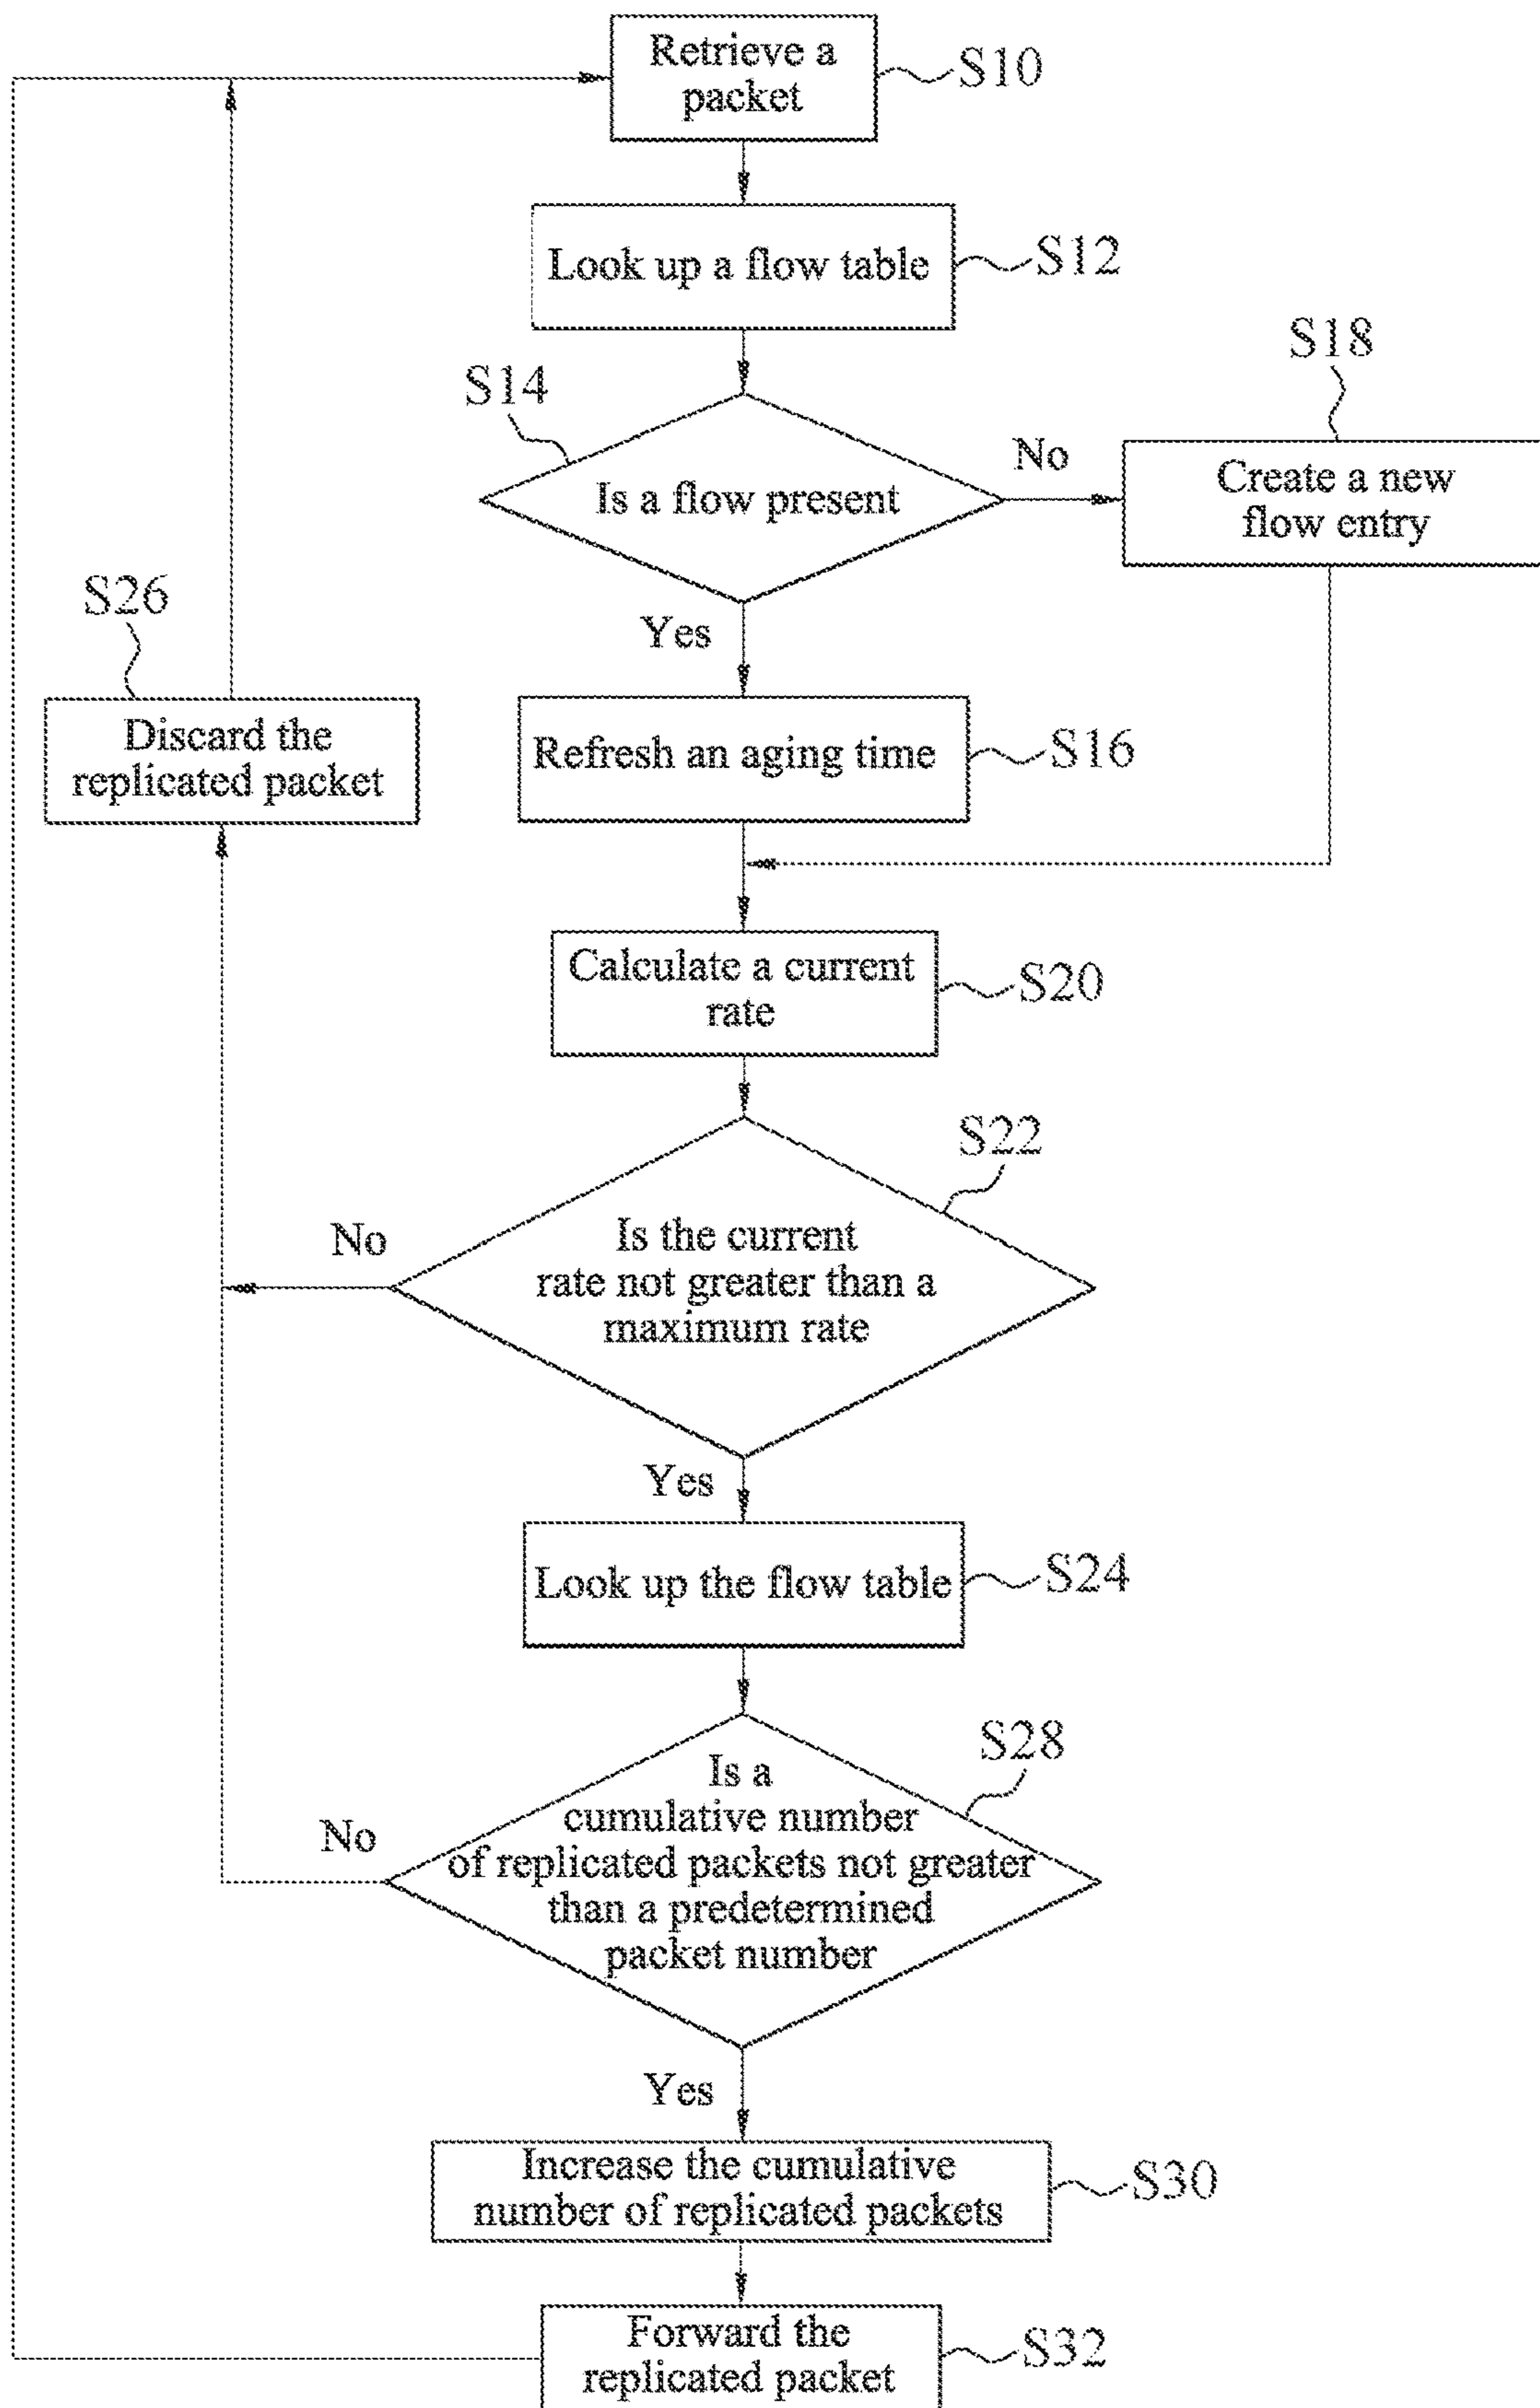 Retrieve a
packet
S10
Look up a flow table
S12
S14
Is a flow present
No
S18
Create a new
flow entry
Yes
S26
Discard the
replicated packet
Refresh an aging time
S16
Calculate a current
rate
S20
S22
No
Is the current
rate not greater than a
maximum rate
Yes
Look up the flow table
S24
S28
No
Is a
cumulative number
of replicated packets not greater
than a predetermined
packet number
Yes
Increase the cumulative
number of replicated packets
S30
Forward the
replicated packet
S32